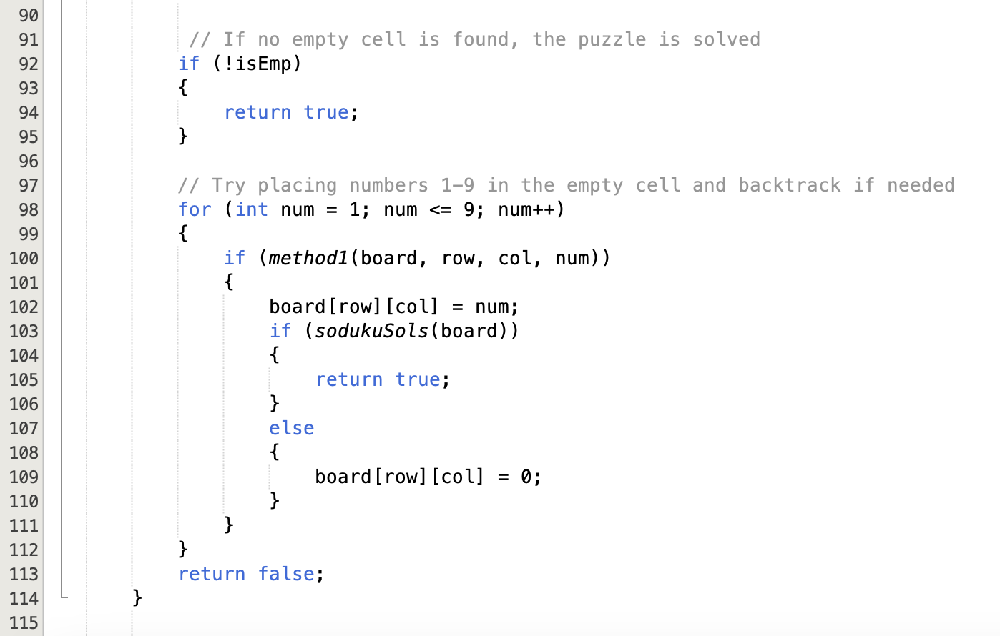 90
91 // If no empty cell is found, the puzzle is solved
92 if (!isEmp)
93 {
94 return true;
95 }
96
97 // Try placing numbers 1–9 in the empty cell and backtrack if needed
98 for (int num = 1; num <= 9; num++)
99 {
100 if (method1(board, row, col, num))
101 {
102 board[row][col] = num;
103 if (sodukuSols(board))
104 {
105 return true;
106 }
107 else
108 {
109 board[row][col] = 0;
110 }
111 }
112 }
113 return false;
114 }
115